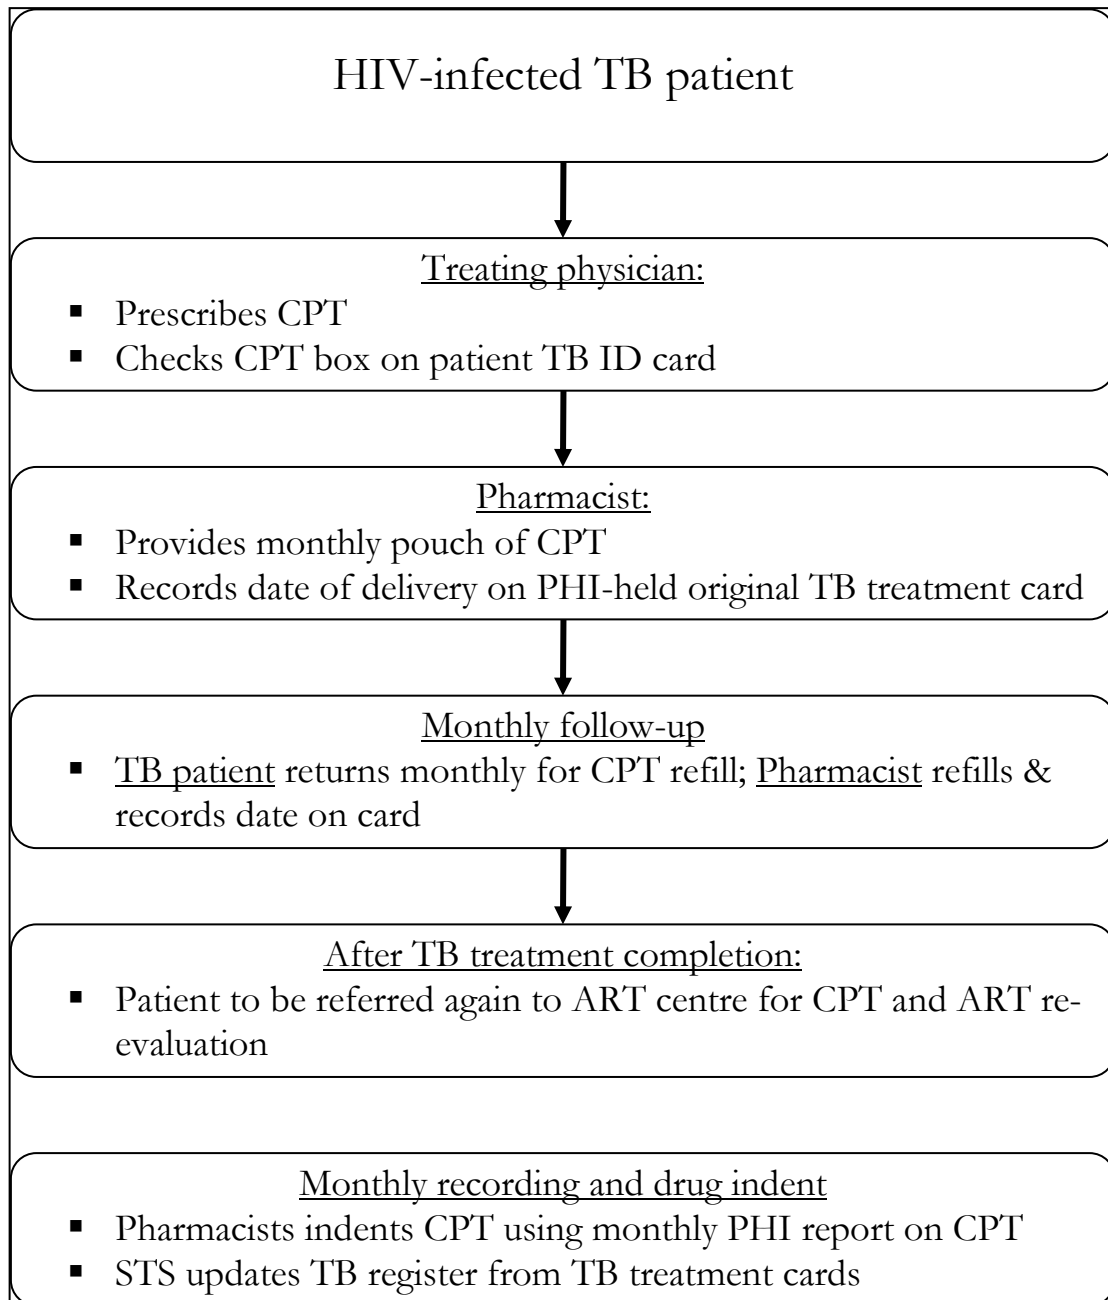 HIV-infected TB patient
Treating physician:
▪ Prescribes CPT
▪ Checks CPT box on patient TB ID card
Pharmacist:
▪ Provides monthly pouch of CPT
▪ Records date of delivery on PHI-held original TB treatment card
Monthly follow-up
▪ TB patient returns monthly for CPT refill; Pharmacist refills &
records date on card
After TB treatment completion:
▪ Patient to be referred again to ART centre for CPT and ART re-
evaluation
Monthly recording and drug indent
▪ Pharmacists indents CPT using monthly PHI report on CPT
▪ STS updates TB register from TB treatment cards